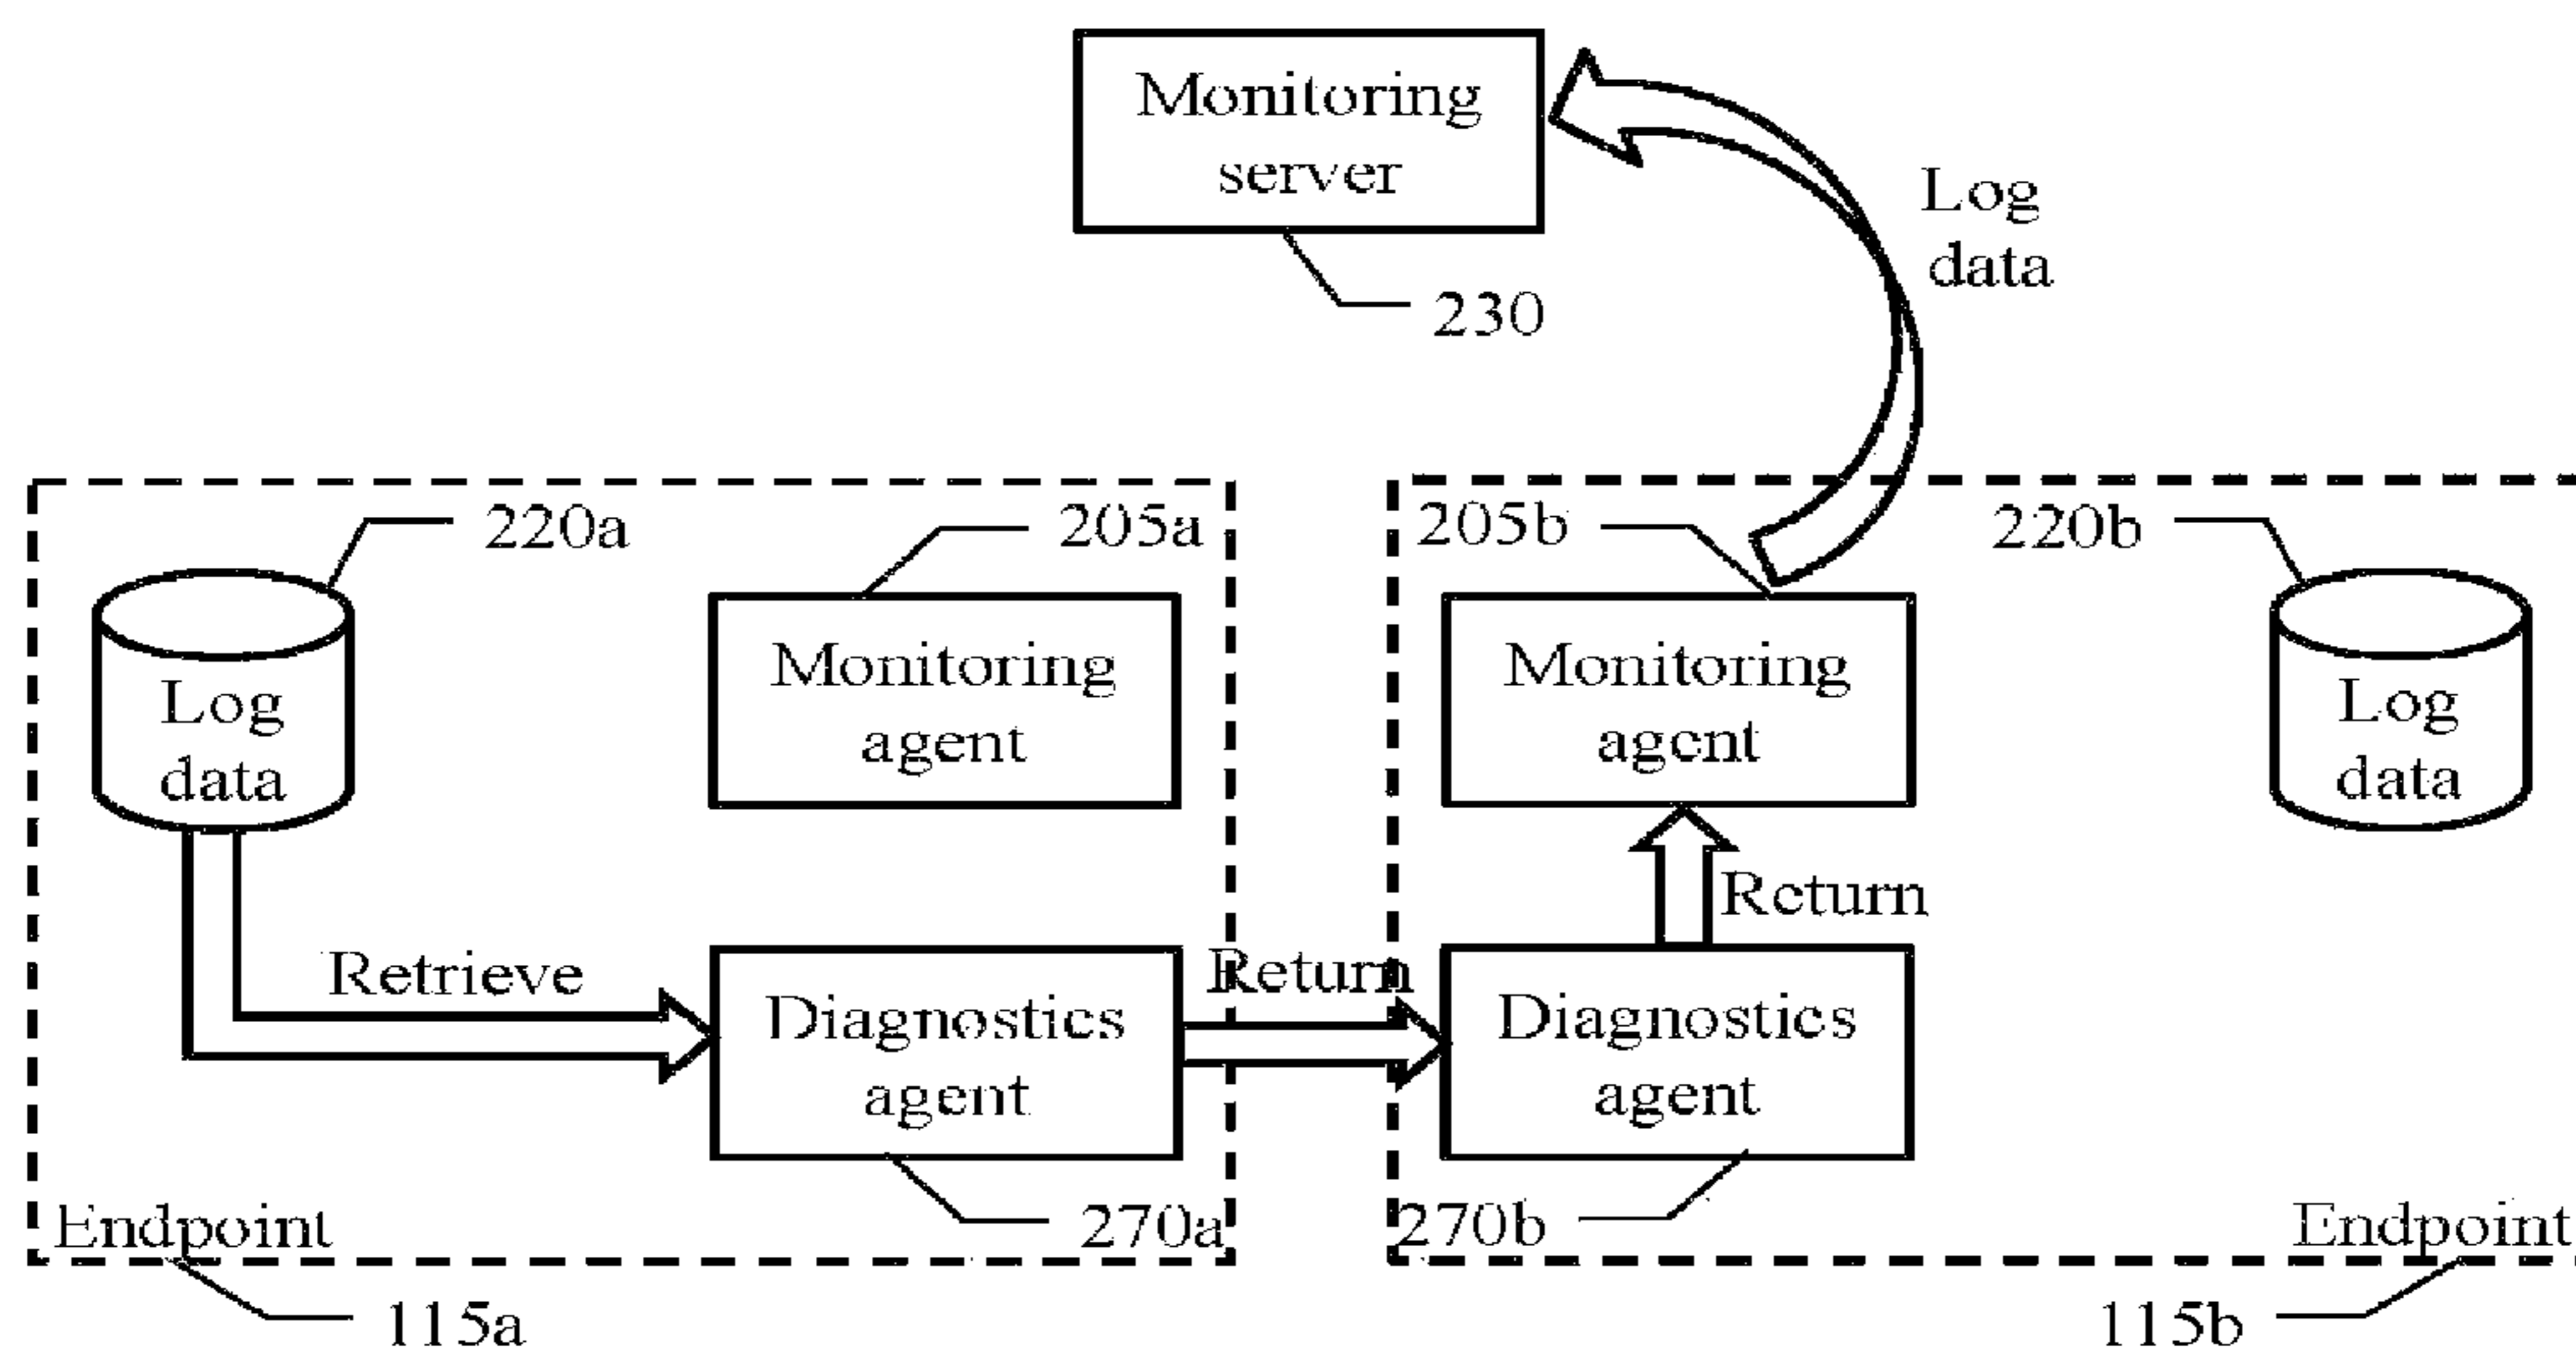 Monitoring
server
230
Log
data
220a
205a
205b
220b
Log
data
Monitoring
agent
Monitoring
agent
Log
data
Return
Retrieve
Return
Diagnostics
agent
Diagnostics
agent
270a
270b
Endpoint
Endpoint
115a
115b